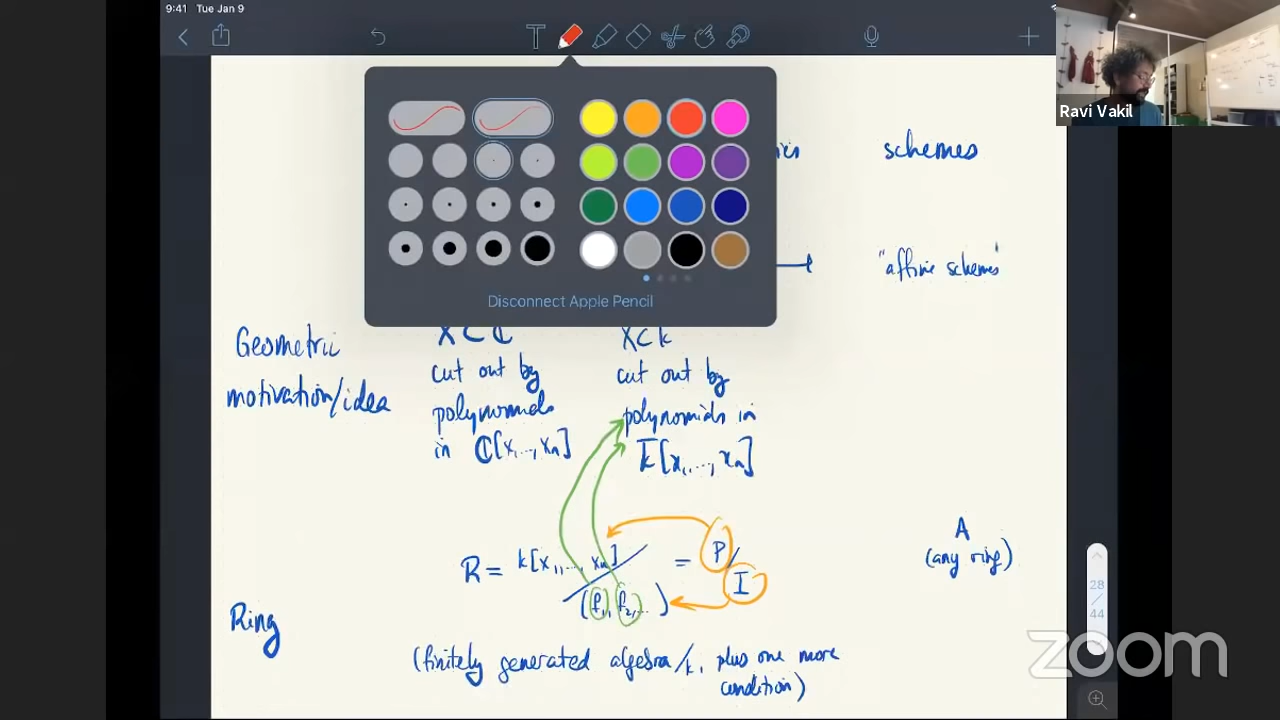 9:41 Tue Jan 9
Ravi Vakil
schemes
"affine schemes"
Disconnect Apple Pencil
Geometric
motivation/idea
X ⊂ ℂ
cut out by
polynomials
in ℂ[x₁,..., xₙ]
X ⊂ k
cut out by
polynomials in
k̄[x₁,..., xₙ]
A
(any ring)
R = k[x₁,..., xₙ] / (f₁, f₂,...) = P/I
Ring
(finitely generated algebra/k, plus one more
condition)
28
44
zoom